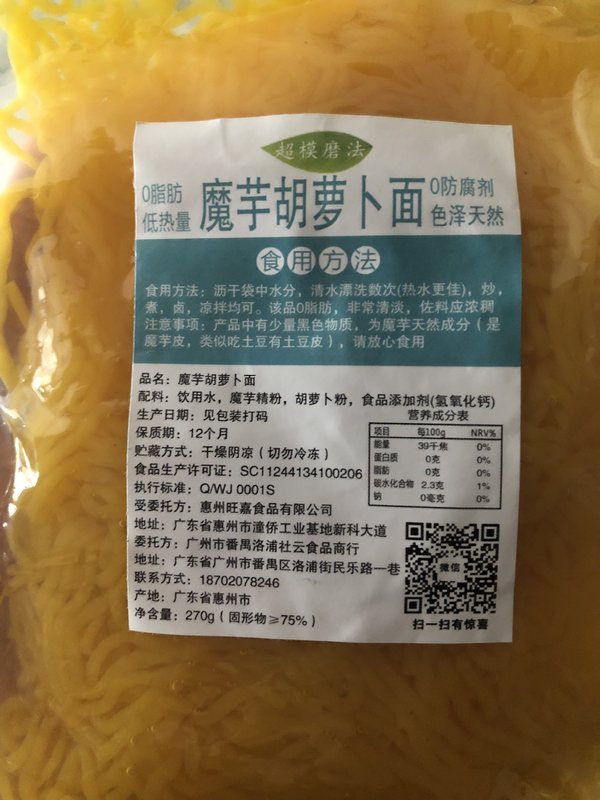 超模磨法
0脂肪
低热量
魔芋胡萝卜面
0防腐剂
色泽天然
食用方法
食用方法：沥干袋中水分，清水漂洗数次(热水更佳)，炒，
煮，卤，凉拌均可。该品0脂肪，非常清淡，佐料应浓稠
注意事项：产品中有少量黑色物质，为魔芋天然成分（是
魔芋皮，类似吃土豆有土豆皮），请放心食用
品名：魔芋胡萝卜面
配料：饮用水，魔芋精粉，胡萝卜粉，食品添加剂(氢氧化钙)
生产日期：见包装打码
保质期：12个月
贮藏方式：干燥阴凉（切勿冷冻）
食品生产许可证：SC11244134100206
执行标准：Q/WJ 0001S
受委托方：惠州旺嘉食品有限公司
地址：广东省惠州市潼侨工业基地新科大道
委托方：广州市番禺洛浦社云食品商行
地址：广东省广州市番禺区洛浦街民乐路一巷
联系方式：18702078246
产地：广东省惠州市
净含量：270g（固形物≥75%）
营养成分表
项目 每100g NRV%
能量 39千焦 0%
蛋白质 0克 0%
脂肪 0克 0%
碳水化合物 2.3克 1%
钠 0毫克 0%
微信
扫一扫有惊喜